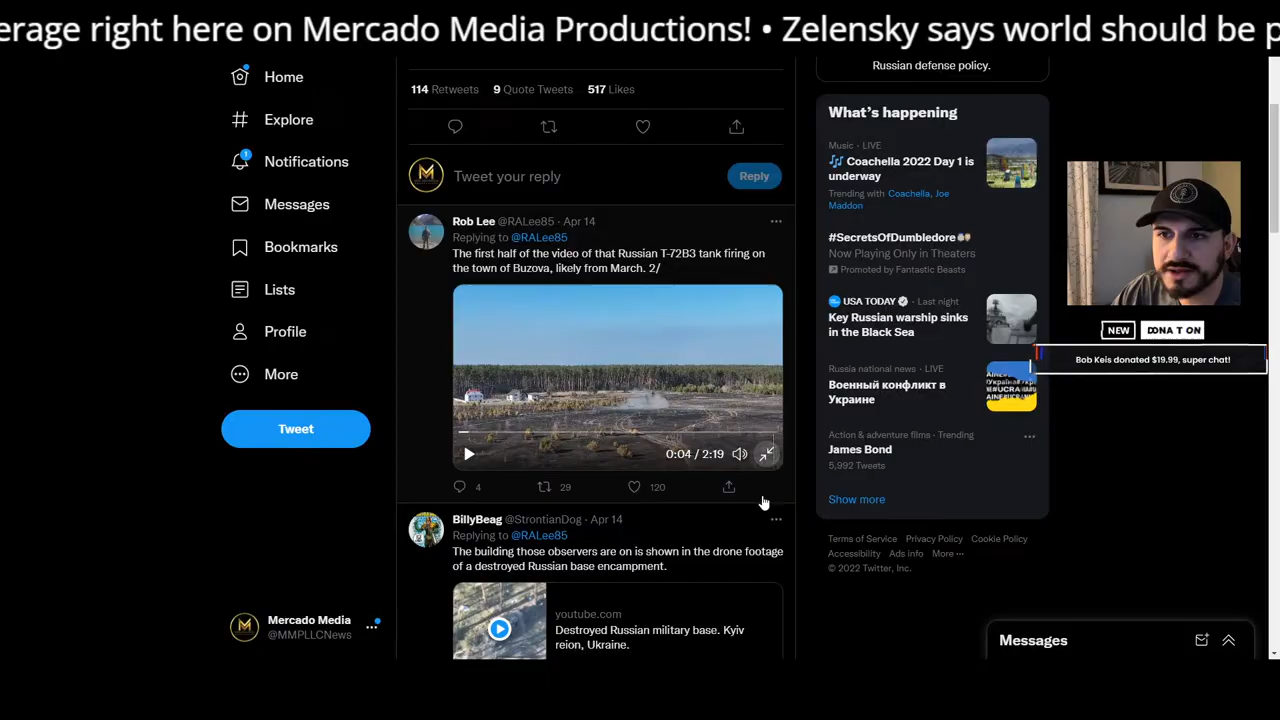 erage right here on Mercado Media Productions! • Zelensky says world should be p
Home
Explore
Notifications
1
Messages
Bookmarks
Lists
Profile
More
Tweet
Mercado Media
@MMPLLCNews
114 Retweets 9 Quote Tweets 517 Likes
Tweet your reply
Reply
Rob Lee @RALee85 · Apr 14
Replying to @RALee85
The first half of the video of that Russian T-72B3 tank firing on
the town of Buzova, likely from March. 2/
0:04 / 2:19
4 29 120
BillyBeag @StrontianDog · Apr 14
Replying to @RALee85
The building those observers are on is shown in the drone footage
of a destroyed Russian base encampment.
youtube.com
Destroyed Russian military base. Kyiv
reion, Ukraine.
Russian defense policy.
What's happening
Music · LIVE
Coachella 2022 Day 1 is
underway
Trending with Coachella, Joe
Maddon
#SecretsOfDumbledore
Now Playing Only in Theaters
Promoted by Fantastic Beasts
USA TODAY · Last night
Key Russian warship sinks
in the Black Sea
Russia national news · LIVE
Военный конфликт в
Украине
Action & adventure films · Trending
James Bond
5,992 Tweets
Show more
Terms of Service Privacy Policy Cookie Policy
Accessibility Ads info More
© 2022 Twitter, Inc.
NEW DONA T ON
Bob Keis donated $19.99, super chat!
Messages